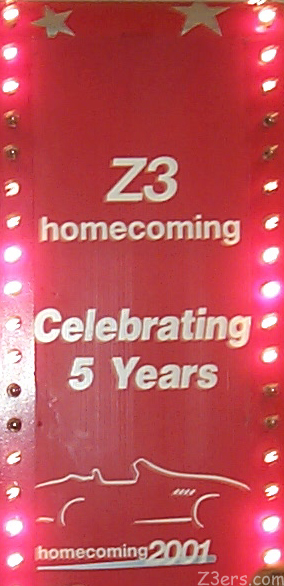 Z3
homecoming
Celebrating
5 Years
homecoming2001
Z3ers.com